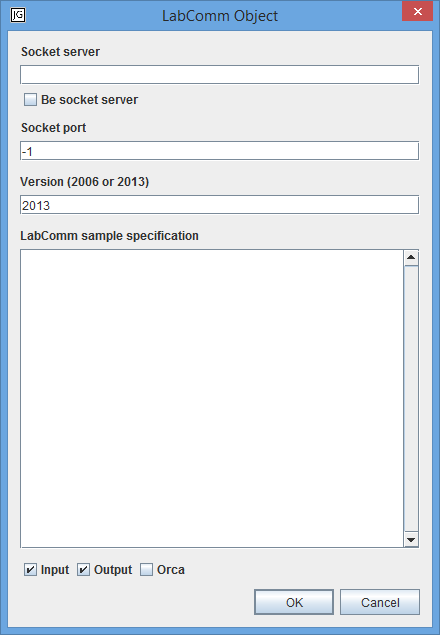 JG LabComm Object
Socket server
Be socket server
Socket port
-1
Version (2006 or 2013)
2013
LabComm sample specification
Input Output Orca
OK Cancel